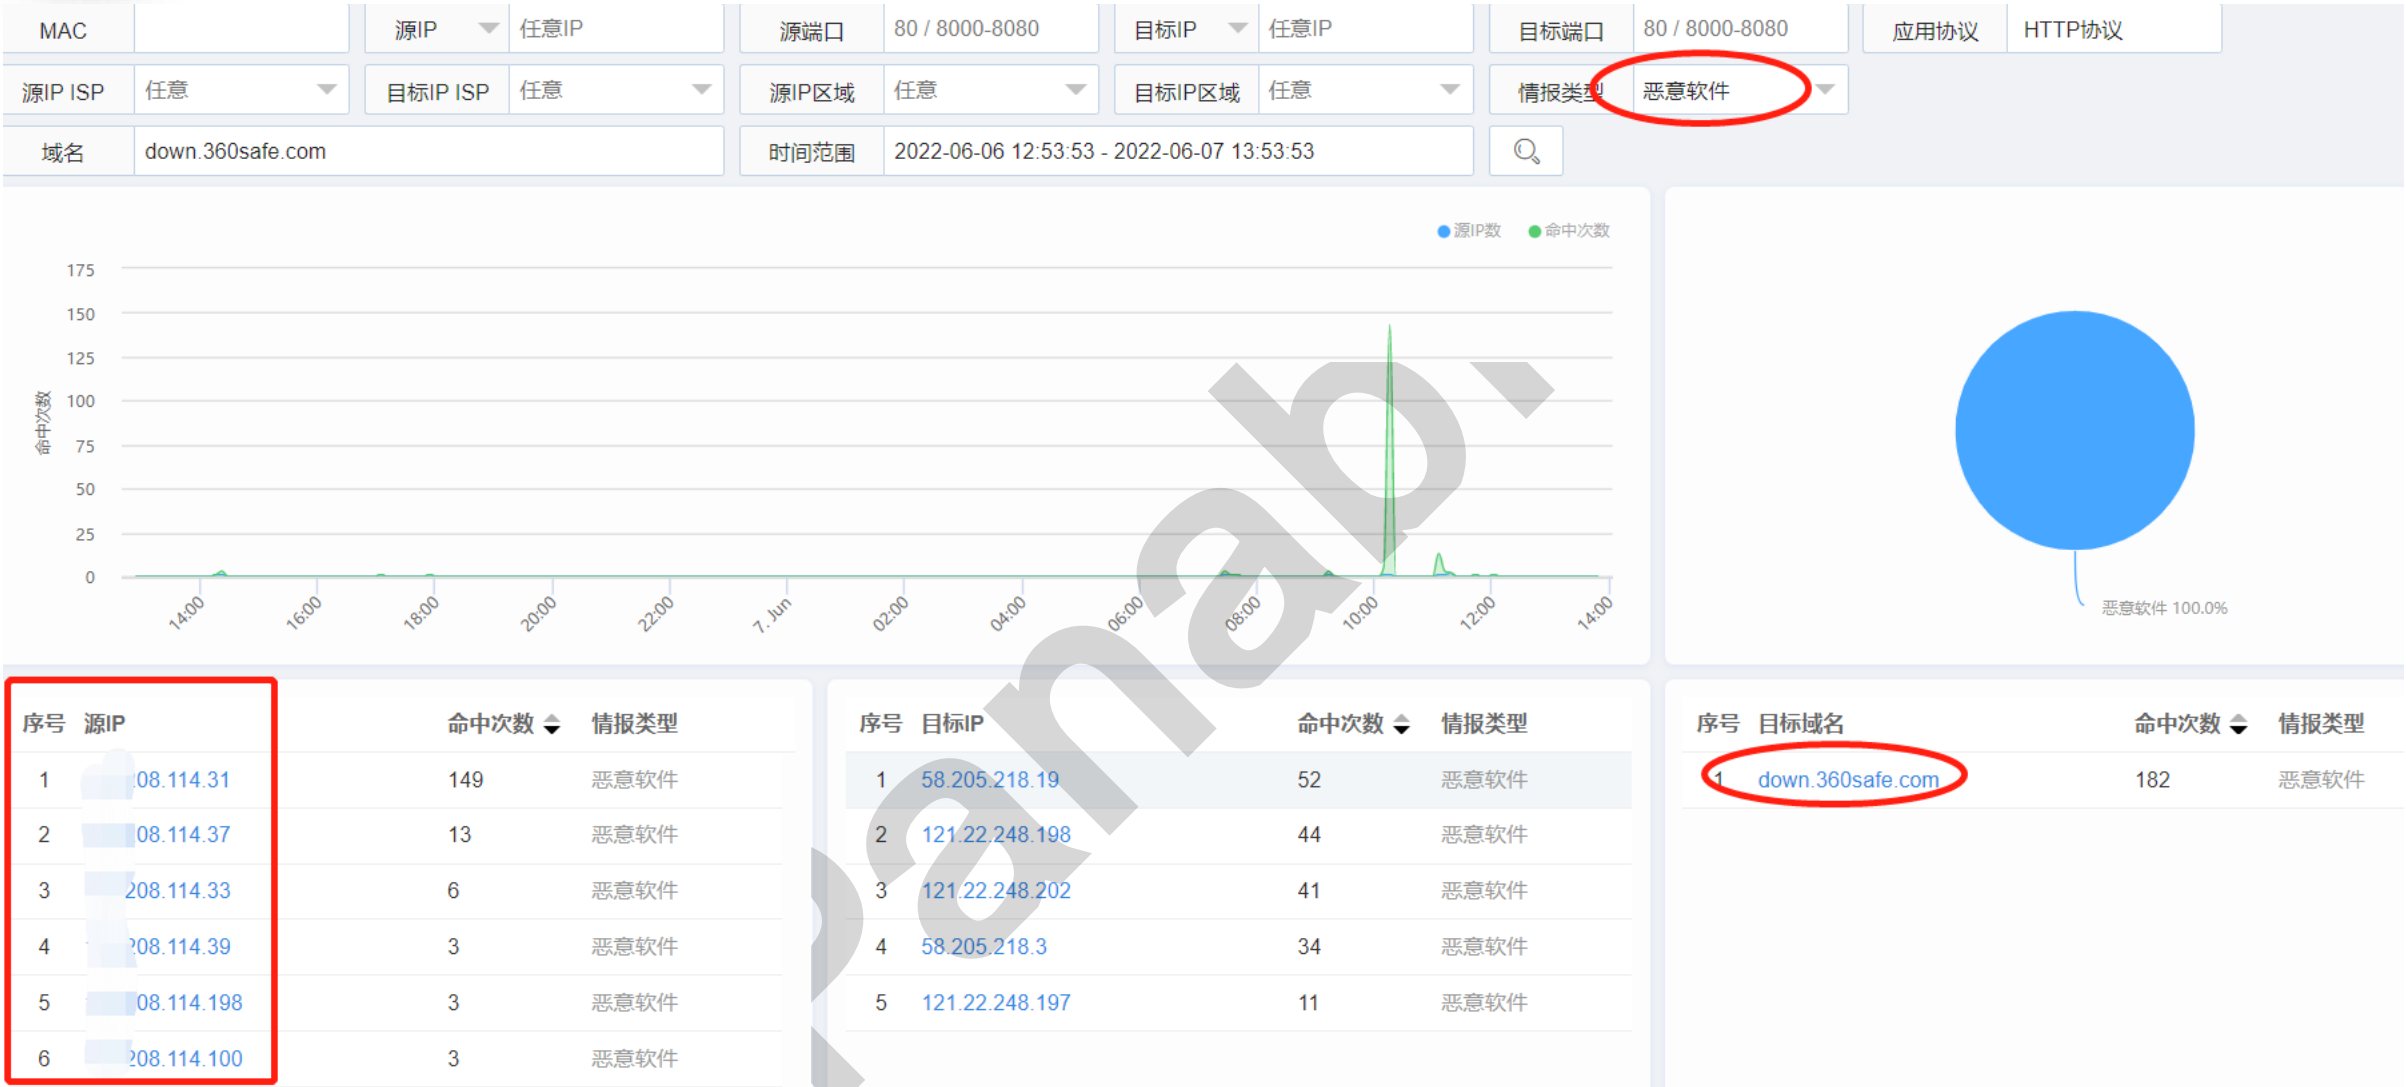 MAC 源IP 任意IP 源端口 80 / 8000-8080 目标IP 任意IP 目标端口 80 / 8000-8080 应用协议 HTTP协议
源IP ISP 任意 目标IP ISP 任意 源IP区域 任意 目标IP区域 任意 情报类型 恶意软件
域名 down.360safe.com 时间范围 2022-06-06 12:53:53 - 2022-06-07 13:53:53
源IP数 命中次数
175
150
125
100
75
50
25
0
命中次数
14:00 16:00 18:00 20:00 22:00 7. Jun 02:00 04:00 06:00 08:00 10:00 12:00 14:00
恶意软件 100.0%
序号 源IP 命中次数 情报类型
1 08.114.31 149 恶意软件
2 08.114.37 13 恶意软件
3 208.114.33 6 恶意软件
4 208.114.39 3 恶意软件
5 08.114.198 3 恶意软件
6 208.114.100 3 恶意软件
序号 目标IP 命中次数 情报类型
1 58.205.218.19 52 恶意软件
2 121.22.248.198 44 恶意软件
3 121.22.248.202 41 恶意软件
4 58.205.218.3 34 恶意软件
5 121.22.248.197 11 恶意软件
序号 目标域名 命中次数 情报类型
1 down.360safe.com 182 恶意软件
Panab